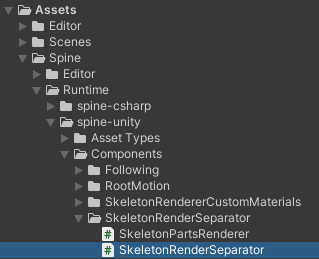 Assets
Editor
Scenes
Spine
Editor
Runtime
spine-csharp
spine-unity
Asset Types
Components
Following
RootMotion
SkeletonRendererCustomMaterials
SkeletonRenderSeparator
# SkeletonPartsRenderer
# SkeletonRenderSeparator